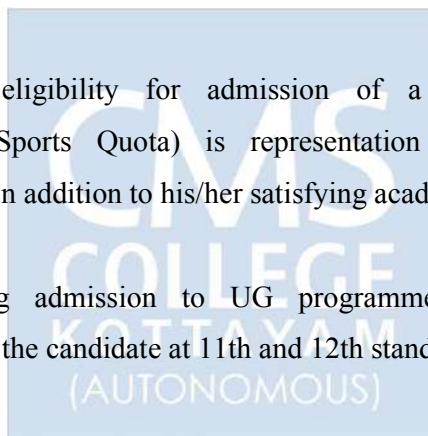 eligibility for admission of a
Sports Quota) is representation
n addition to his/her satisfying acad
g admission to UG programme
the candidate at 11th and 12th stand
CMS
COLLEGE
KOTTAYAM
(AUTONOMOUS)